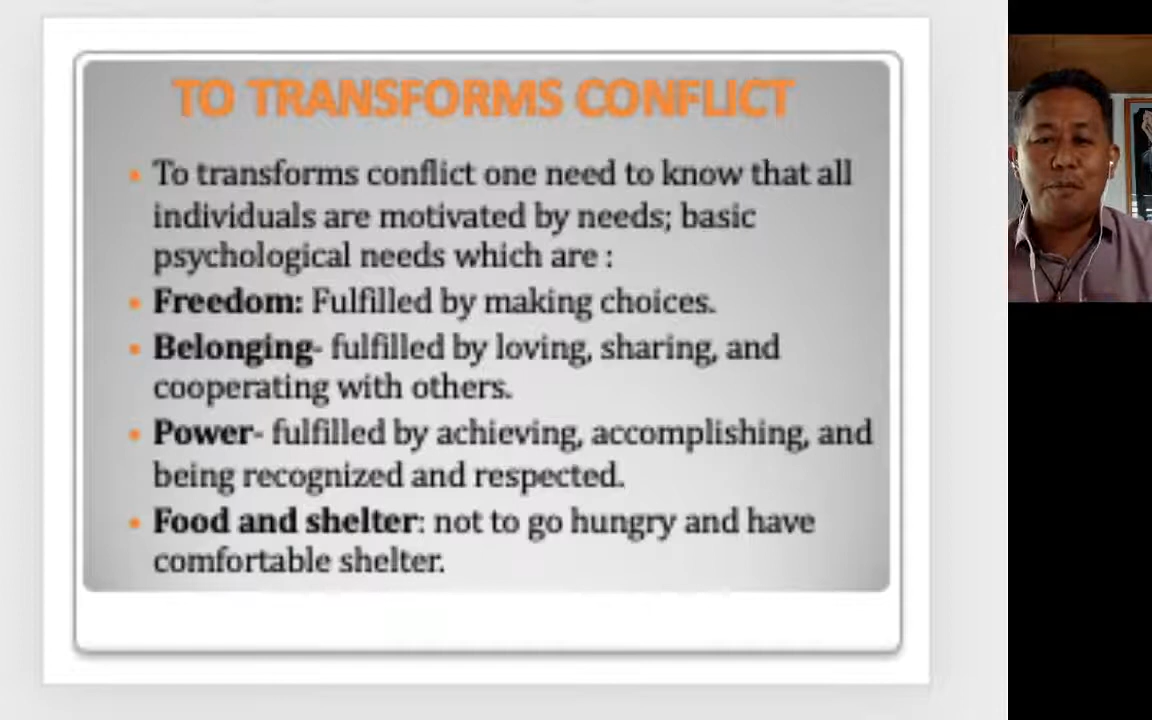 TO TRANSFORMS CONFLICT
To transforms conflict one need to know that all
individuals are motivated by needs; basic
psychological needs which are :
Freedom: Fulfilled by making choices.
Belonging- fulfilled by loving, sharing, and
cooperating with others.
Power- fulfilled by achieving, accomplishing, and
being recognized and respected.
Food and shelter: not to go hungry and have
comfortable shelter.